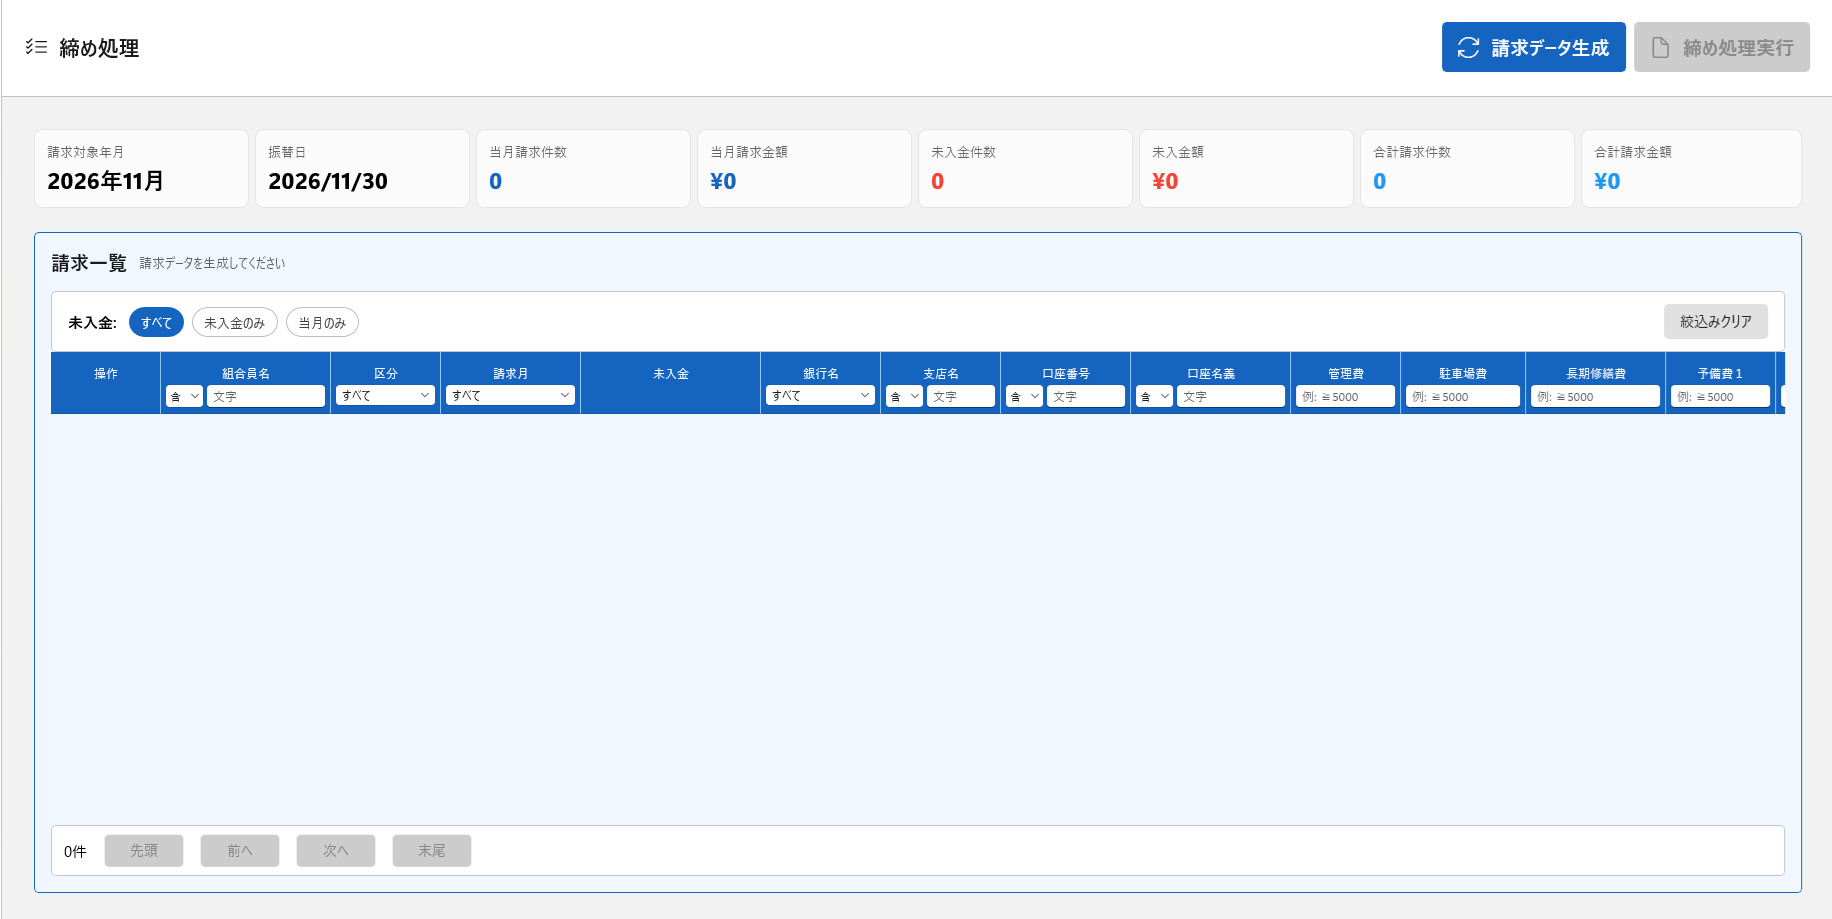 締め処理
請求データ生成
締め処理実行
請求対象年月
2026年11月
振替日
2026/11/30
当月請求件数
0
当月請求金額
¥0
未入金件数
0
未入金額
¥0
合計請求件数
0
合計請求金額
¥0
請求一覧 請求データを生成してください
未入金: すべて 未入金のみ 当月のみ 絞込みクリア
操作 組合員名 区分 請求月 未入金 銀行名 支店名 口座番号 口座名義 管理費 駐車場費 長期修繕費 予備費１
含 文字 すべて すべて すべて 含 文字 含 文字 含 文字 例: ≧5000 例: ≧5000 例: ≧5000 例: ≧5000
0件 先頭 前へ 次へ 末尾